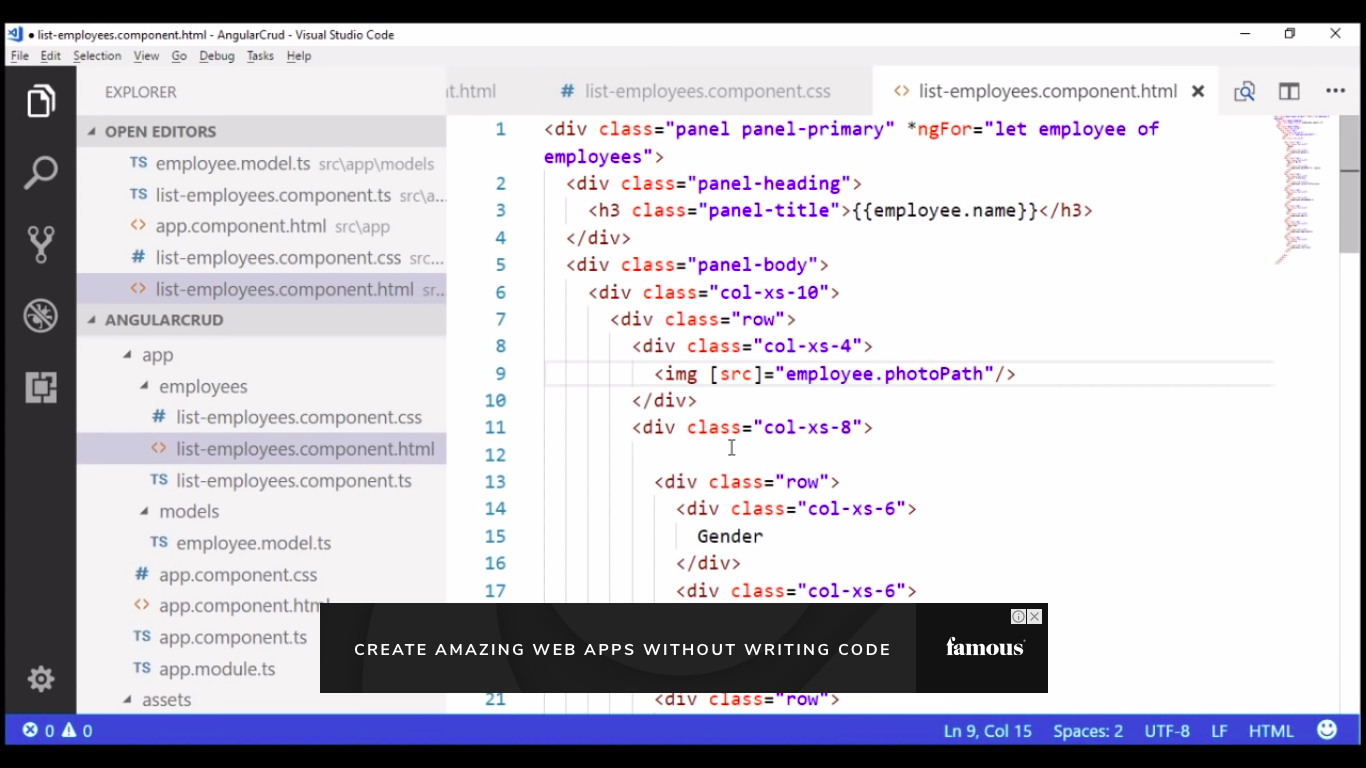 ● list-employees.component.html - AngularCrud - Visual Studio Code
File Edit Selection View Go Debug Tasks Help
EXPLORER
OPEN EDITORS
TS employee.model.ts src\app\models
TS list-employees.component.ts src\a...
<> app.component.html src\app
# list-employees.component.css src...
<> list-employees.component.html sr...
ANGULARCRUD
app
employees
# list-employees.component.css
<> list-employees.component.html
TS list-employees.component.ts
models
TS employee.model.ts
# app.component.css
<> app.component.html
TS app.component.ts
TS app.module.ts
assets
t.html # list-employees.component.css <> list-employees.component.html
1 <div class="panel panel-primary" *ngFor="let employee of
employees">
2 <div class="panel-heading">
3 <h3 class="panel-title">{{employee.name}}</h3>
4 </div>
5 <div class="panel-body">
6 <div class="col-xs-10">
7 <div class="row">
8 <div class="col-xs-4">
9 <img [src]="employee.photoPath"/>
10 </div>
11 <div class="col-xs-8">
12
13 <div class="row">
14 <div class="col-xs-6">
15 Gender
16 </div>
17 <div class="col-xs-6">
21 <div class="row">
CREATE AMAZING WEB APPS WITHOUT WRITING CODE
famous
0 0 Ln 9, Col 15 Spaces: 2 UTF-8 LF HTML